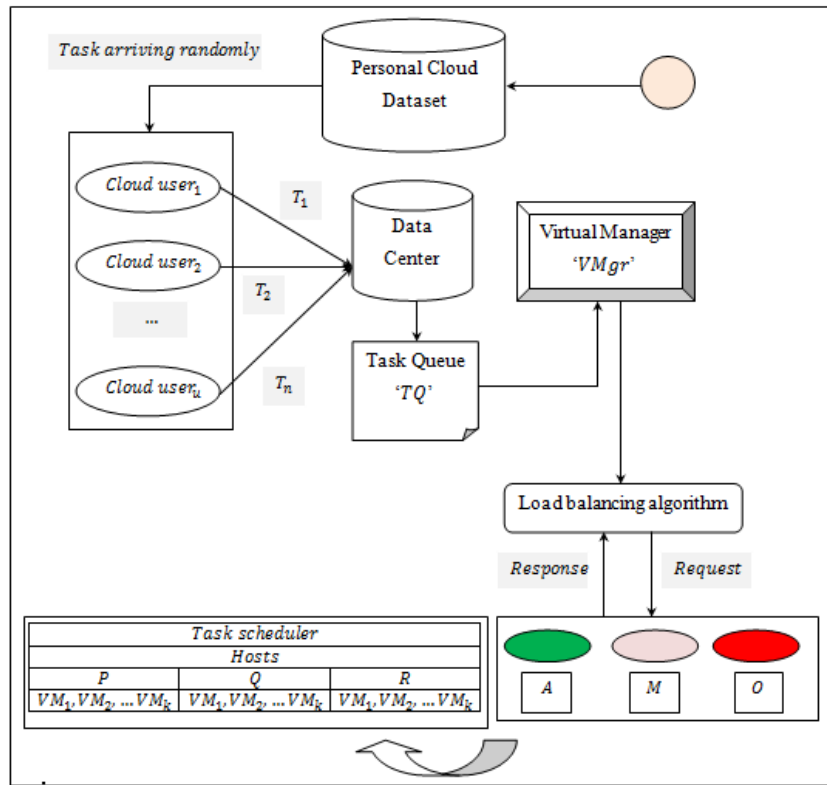 Task arriving randomly
Personal Cloud
Dataset
Cloud user₁
Cloud user₂
...
Cloud userᵤ
T₁
T₂
Tₙ
Data
Center
Task Queue
‘TQ’
Virtual Manager
‘VMgr’
Load balancing algorithm
Response
Request
Task scheduler
Hosts
P Q R
VM₁,VM₂, ...VMₖ VM₁,VM₂, ...VMₖ VM₁,VM₂, ...VMₖ
A M O